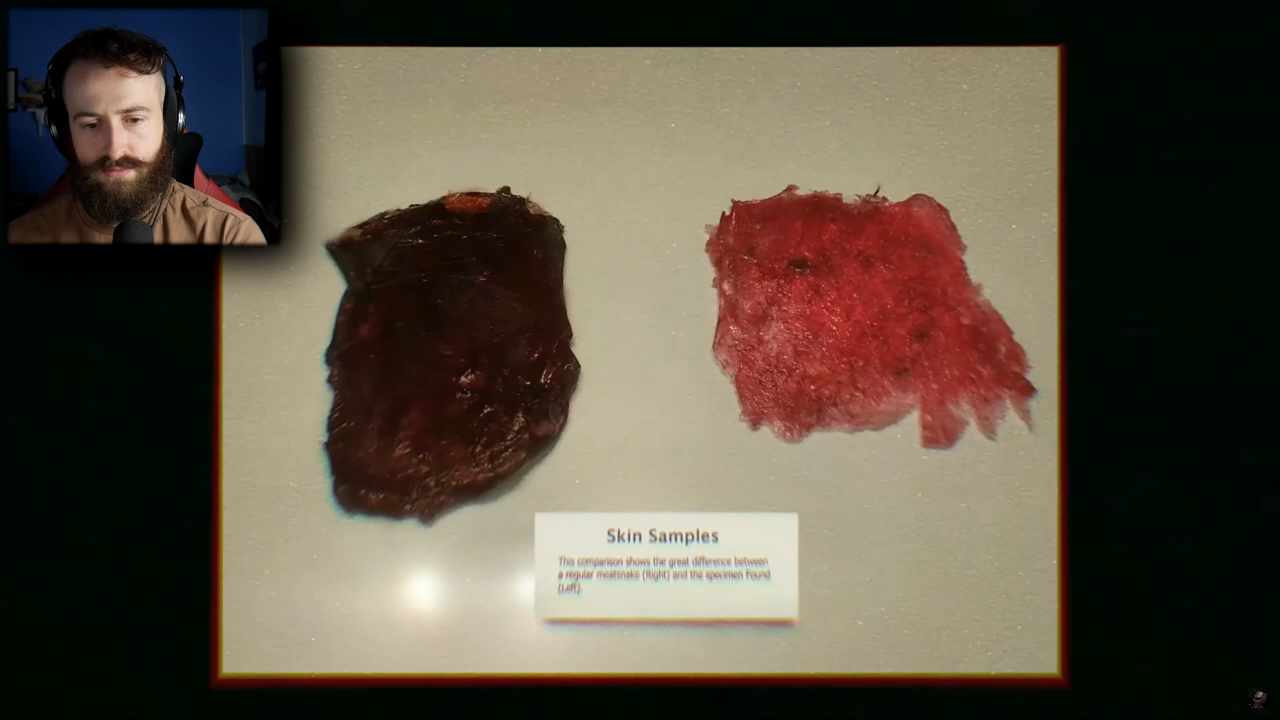 Skin Samples
This comparison shows the great difference between
a regular meatsnake (Right) and the specimen Found
(Left).